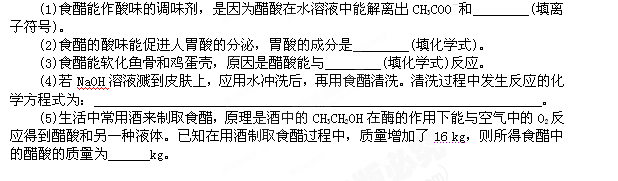 (1)食醋能作酸味的调味剂，是因为醋酸在水溶液中能解离出 CH3COO 和________(填离
子符号)。
(2)食醋的酸味能促进人胃酸的分泌，胃酸的成分是________(填化学式)。
(3)食醋能软化鱼骨和鸡蛋壳，原因是醋酸能与________(填化学式)反应。
(4)若 NaOH 溶液溅到皮肤上，应用水冲洗后，再用食醋清洗。清洗过程中发生反应的化
学方程式为：________________________________________________。
(5)生活中常用酒来制取食醋，原理是酒中的 CH3CH2OH 在酶的作用下能与空气中的 O2 反
应得到醋酸和另一种液体。已知在用酒制取食醋过程中，质量增加了 16 kg，则所得食醋中
的醋酸的质量为______kg。